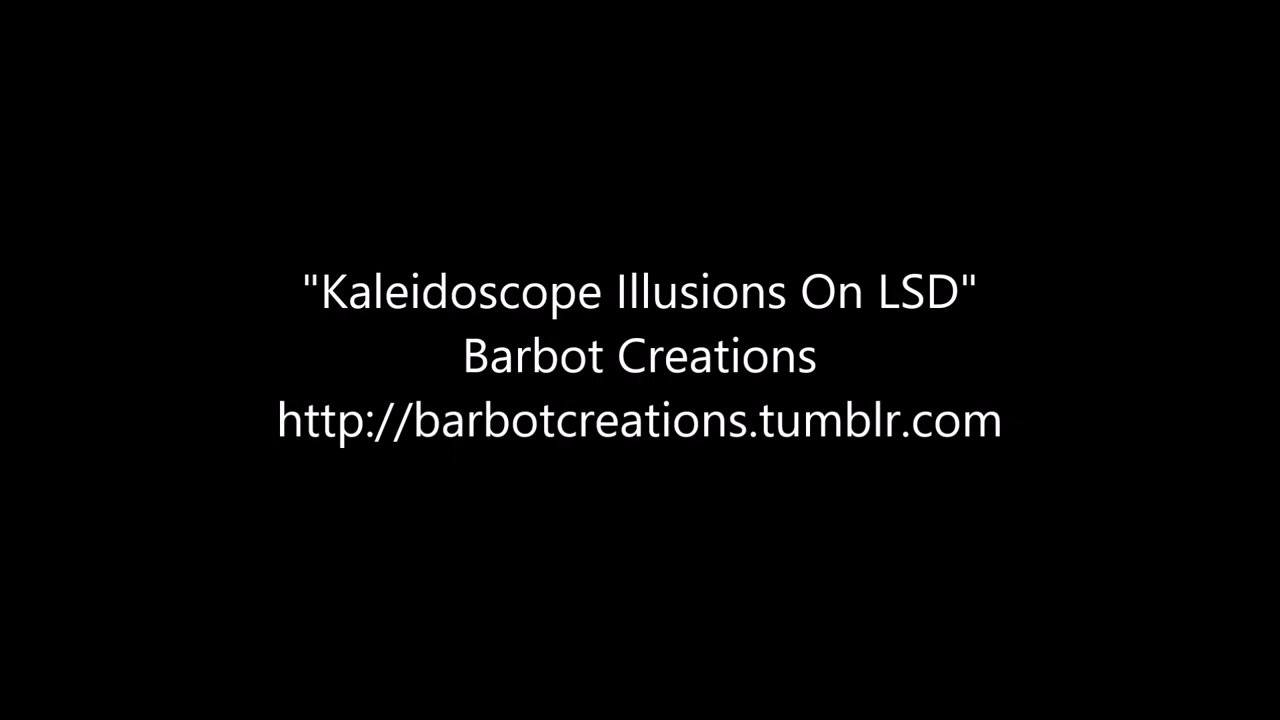 "Kaleidoscope Illusions On LSD"
Barbot Creations
http://barbotcreations.tumblr.com